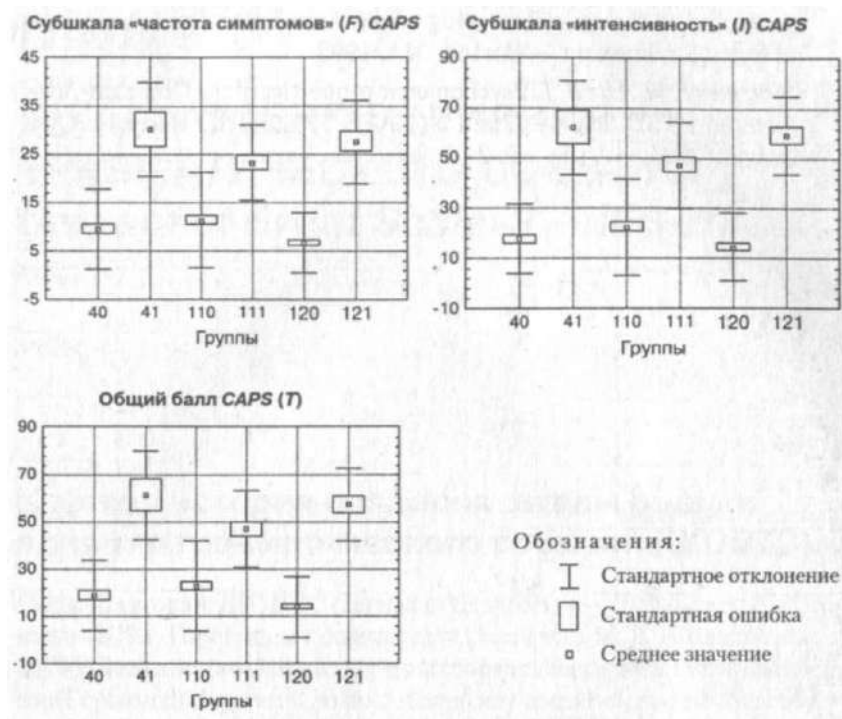 Субшкала «частота симптомов» (F) CAPS
45
35
25
15
5
-5
40 41 110 111 120 121
Группы
Субшкала «интенсивность» (I) CAPS
90
70
50
30
10
-10
40 41 110 111 120 121
Группы
Общий балл CAPS (T)
90
70
50
30
10
-10
40 41 110 111 120 121
Группы
Обозначения:
Стандартное отклонение
Стандартная ошибка
Среднее значение